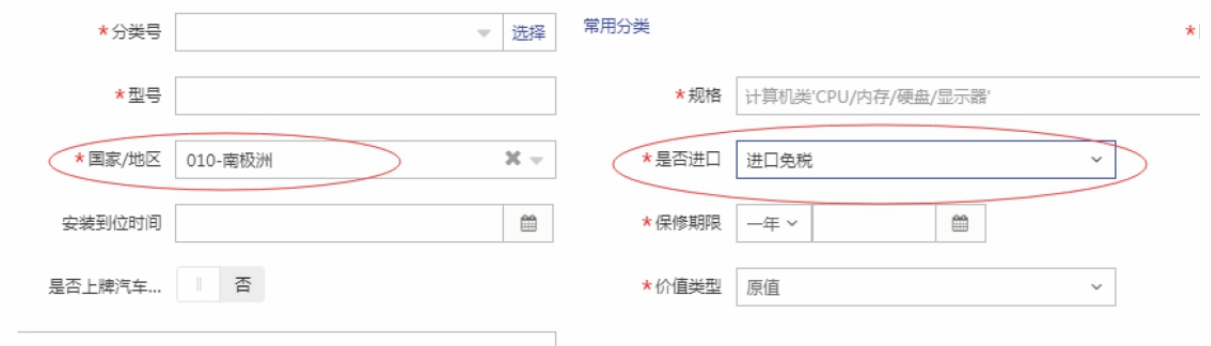 *分类号 选择 常用分类 *
*型号 *规格 计算机类'CPU/内存/硬盘/显示器'
*国家/地区 010-南极洲 *是否进口 进口免税
安装到位时间 *保修期限 一年
是否上牌汽车... 否 *价值类型 原值